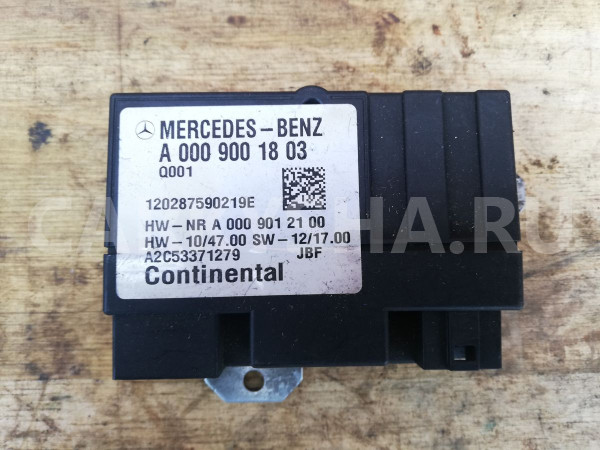 MERCEDES-BENZ
A 000 900 18 03
Q001
120287590219E
HW-NR A 000 901 21 00
HW-10/47.00 SW-12/17.00
A2C53371279 JBF
Continental